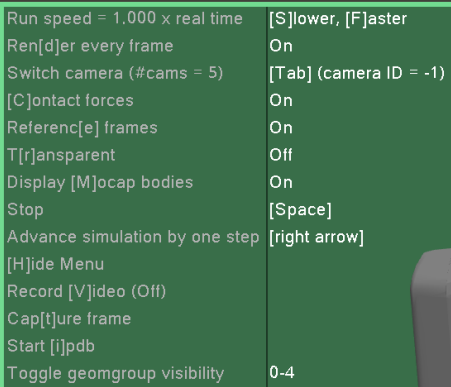 Run speed = 1.000 x real time [S]lower, [F]aster
Ren[d]er every frame On
Switch camera (#cams = 5) [Tab] (camera ID = -1)
[C]ontact forces On
Referenc[e] frames On
T[r]ansparent Off
Display [M]ocap bodies On
Stop [Space]
Advance simulation by one step [right arrow]
[H]ide Menu
Record [V]ideo (Off)
Cap[t]ure frame
Start [i]pdb
Toggle geomgroup visibility 0-4